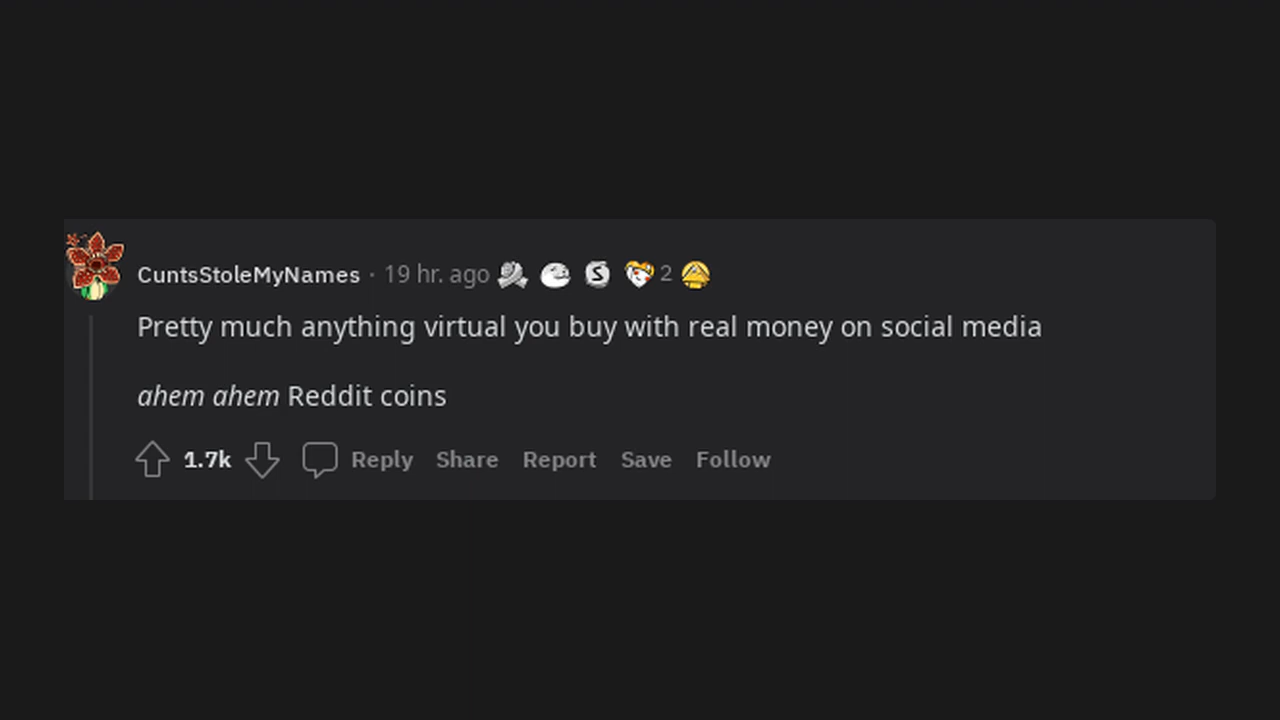 CuntsStoleMyNames · 19 hr. ago 2
Pretty much anything virtual you buy with real money on social media
ahem ahem Reddit coins
1.7k Reply Share Report Save Follow